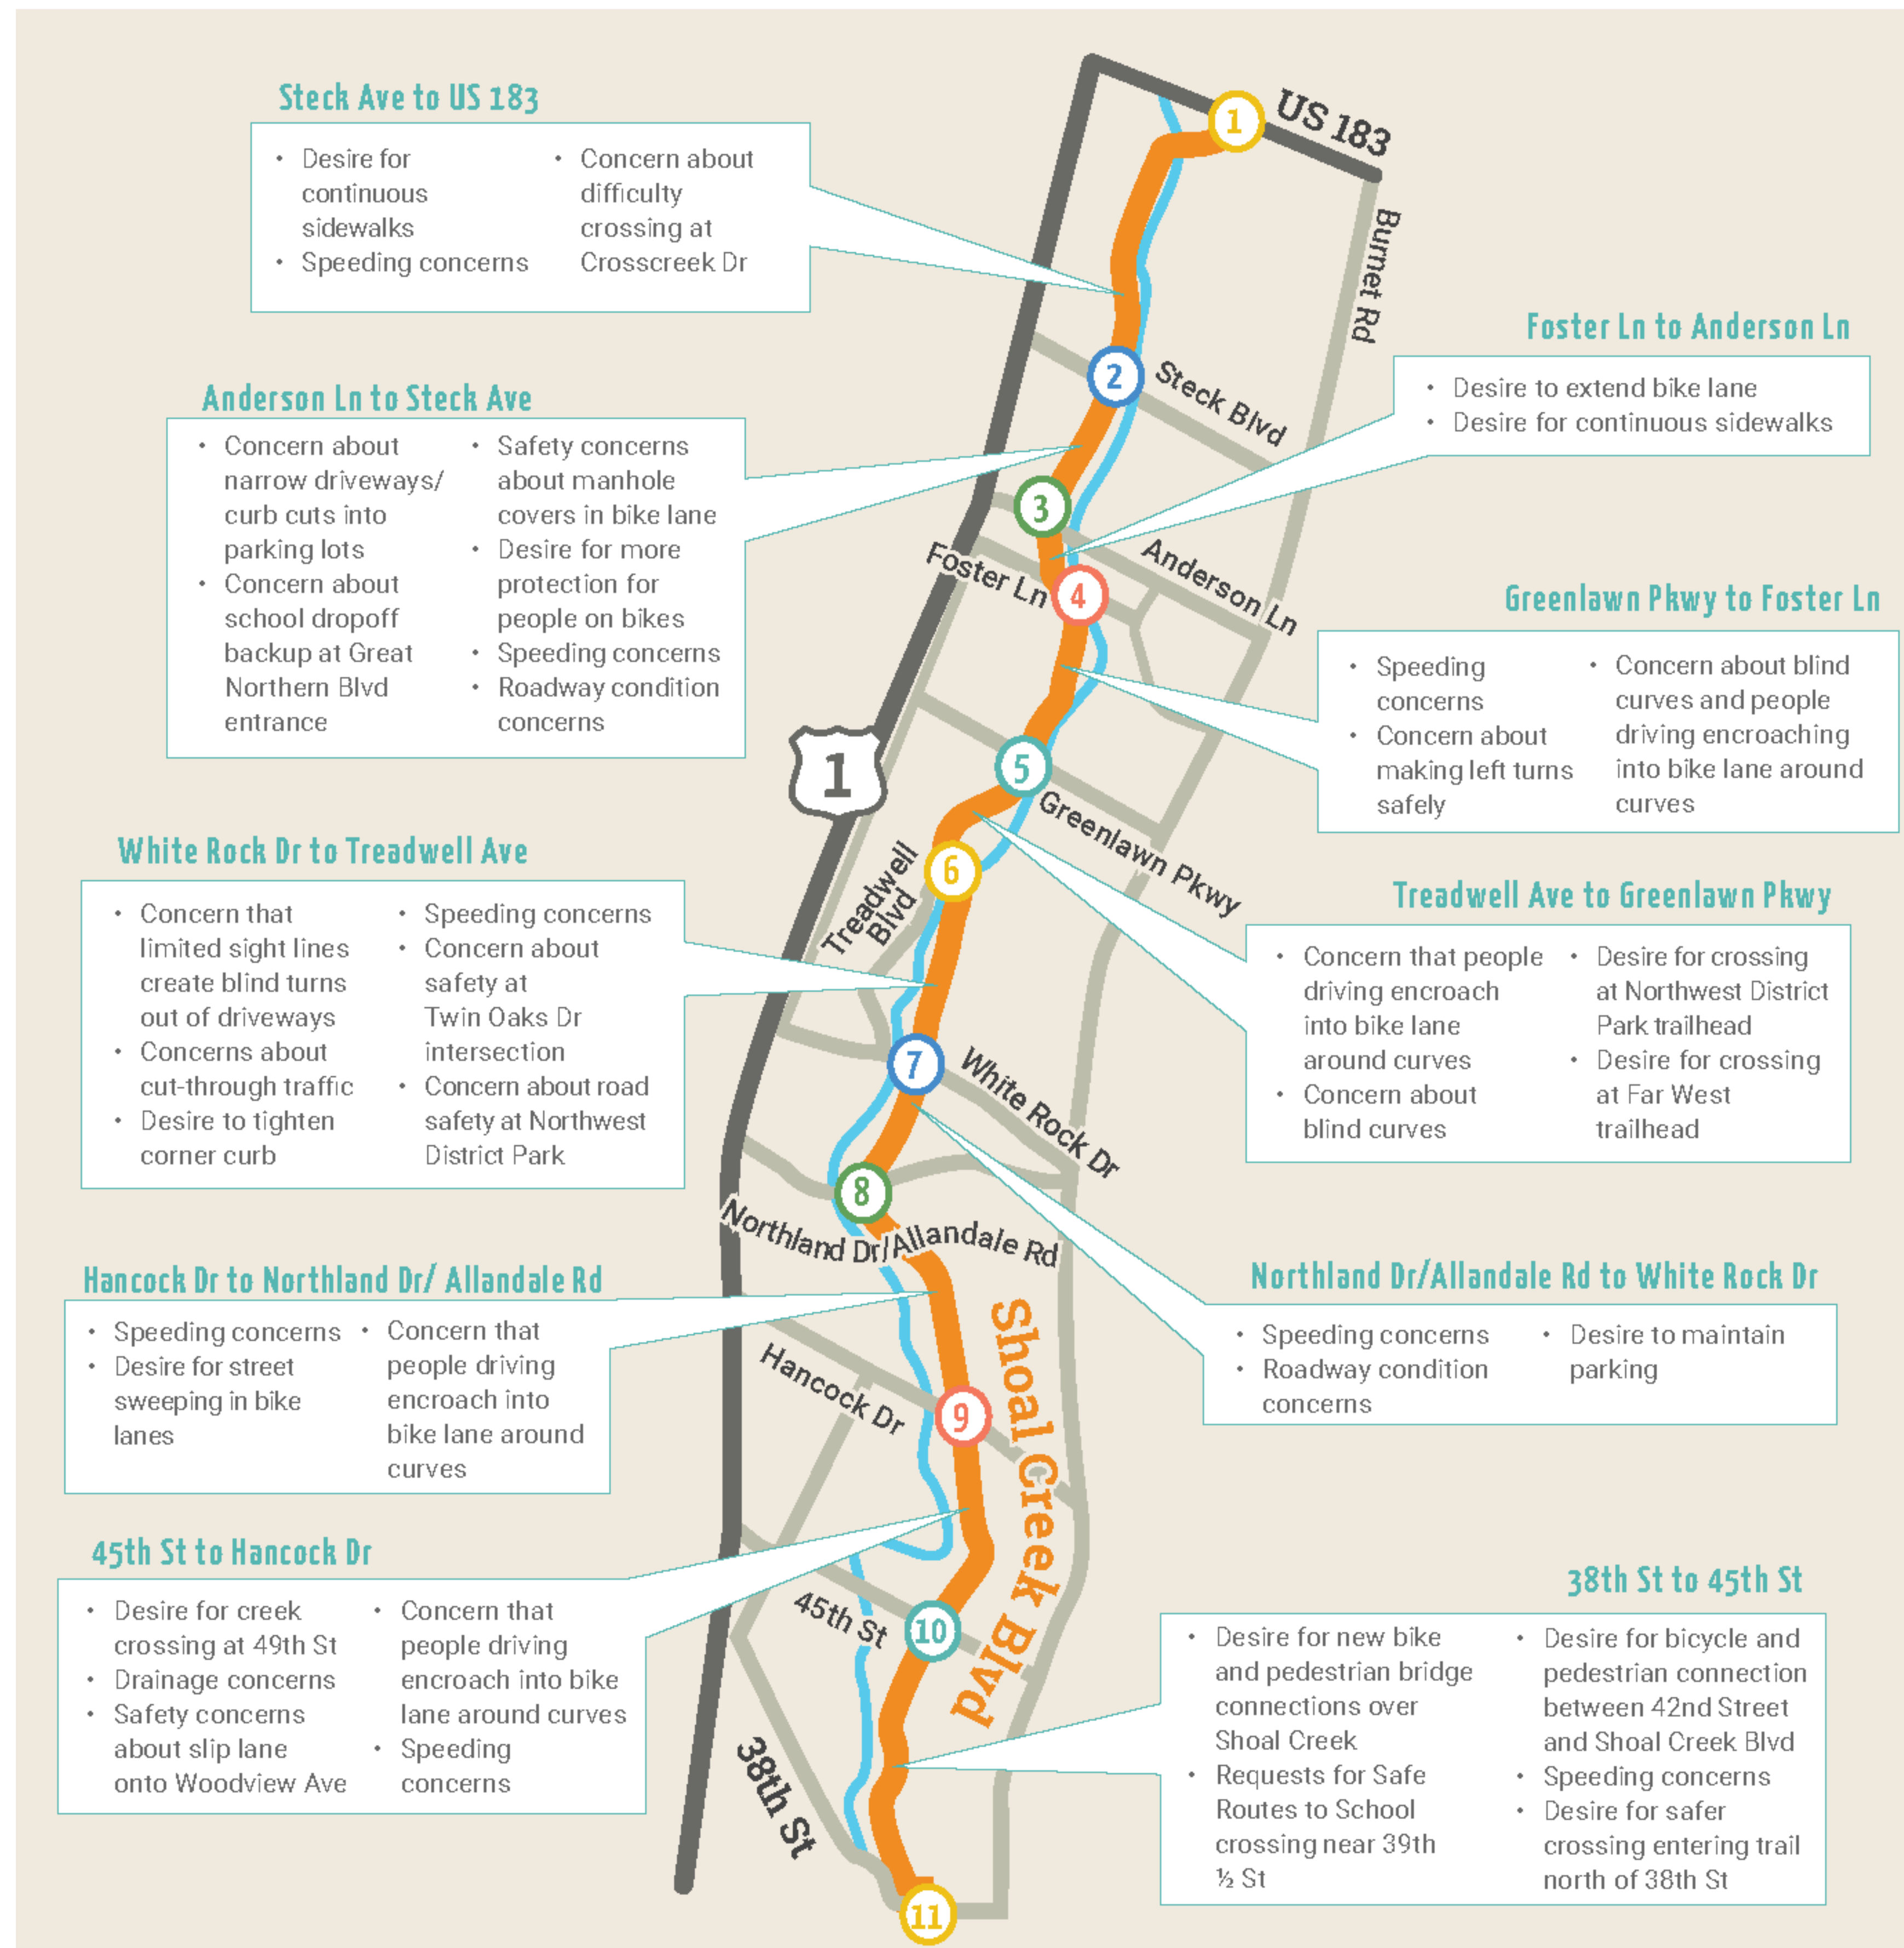 Steck Ave to US 183
• Desire for
continuous
sidewalks
• Speeding concerns
• Concern about
difficulty
crossing at
Crosscreek Dr
Anderson Ln to Steck Ave
• Concern about
narrow driveways/
curb cuts into
parking lots
• Concern about
school dropoff
backup at Great
Northern Blvd
entrance
• Safety concerns
about manhole
covers in bike lane
• Desire for more
protection for
people on bikes
• Speeding concerns
• Roadway condition
concerns
White Rock Dr to Treadwell Ave
• Concern that
limited sight lines
create blind turns
out of driveways
• Concerns about
cut-through traffic
• Desire to tighten
corner curb
• Speeding concerns
• Concern about
safety at
Twin Oaks Dr
intersection
• Concern about road
safety at Northwest
District Park
Hancock Dr to Northland Dr/ Allandale Rd
• Speeding concerns
• Desire for street
sweeping in bike
lanes
• Concern that
people driving
encroach into
bike lane around
curves
45th St to Hancock Dr
• Desire for creek
crossing at 49th St
• Drainage concerns
• Safety concerns
about slip lane
onto Woodview Ave
• Concern that
people driving
encroach into bike
lane around curves
• Speeding
concerns
1
US 183
Burnet Rd
2
Steck Blvd
3
Anderson Ln
Foster Ln
4
1
5
Greenlawn Pkwy
Treadwell
Blvd
6
7
White Rock Dr
8
Northland Dr/Allandale Rd
Hancock Dr
9
Shoal Creek Blvd
45th St
10
38th St
11
Foster Ln to Anderson Ln
• Desire to extend bike lane
• Desire for continuous sidewalks
Greenlawn Pkwy to Foster Ln
• Speeding
concerns
• Concern about
making left turns
safely
• Concern about blind
curves and people
driving encroaching
into bike lane around
curves
Treadwell Ave to Greenlawn Pkwy
• Concern that people
driving encroach
into bike lane
around curves
• Concern about
blind curves
• Desire for crossing
at Northwest District
Park trailhead
• Desire for crossing
at Far West
trailhead
Northland Dr/Allandale Rd to White Rock Dr
• Speeding concerns
• Roadway condition
concerns
• Desire to maintain
parking
38th St to 45th St
• Desire for new bike
and pedestrian bridge
connections over
Shoal Creek
• Requests for Safe
Routes to School
crossing near 39th
½ St
• Desire for bicycle and
pedestrian connection
between 42nd Street
and Shoal Creek Blvd
• Speeding concerns
• Desire for safer
crossing entering trail
north of 38th St